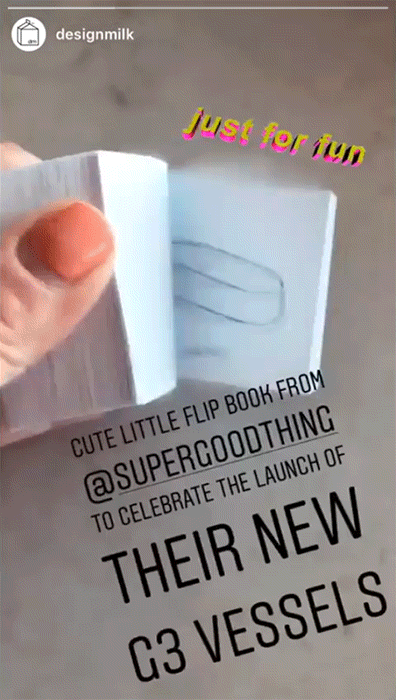 designmilk
just for fun
CUTE LITTLE FLIP BOOK FROM
@SUPERGOODTHING
TO CELEBRATE THE LAUNCH OF
THEIR NEW
G3 VESSELS